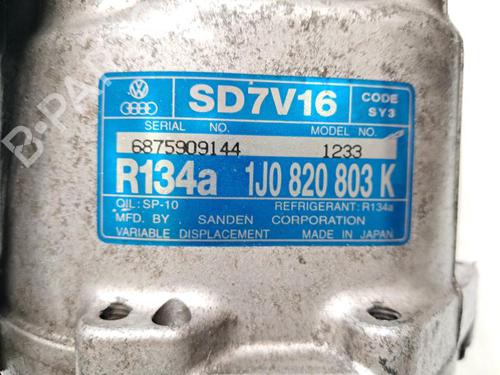 SD7V16
CODE
SY3
SERIAL NO. MODEL NO.
6875909144 1233
R134a 1J0 820 803 K
OIL: SP-10 REFRIGERANT: R134a
MFD. BY SANDEN CORPORATION
VARIABLE DISPLACEMENT MADE IN JAPAN
B-PARTS